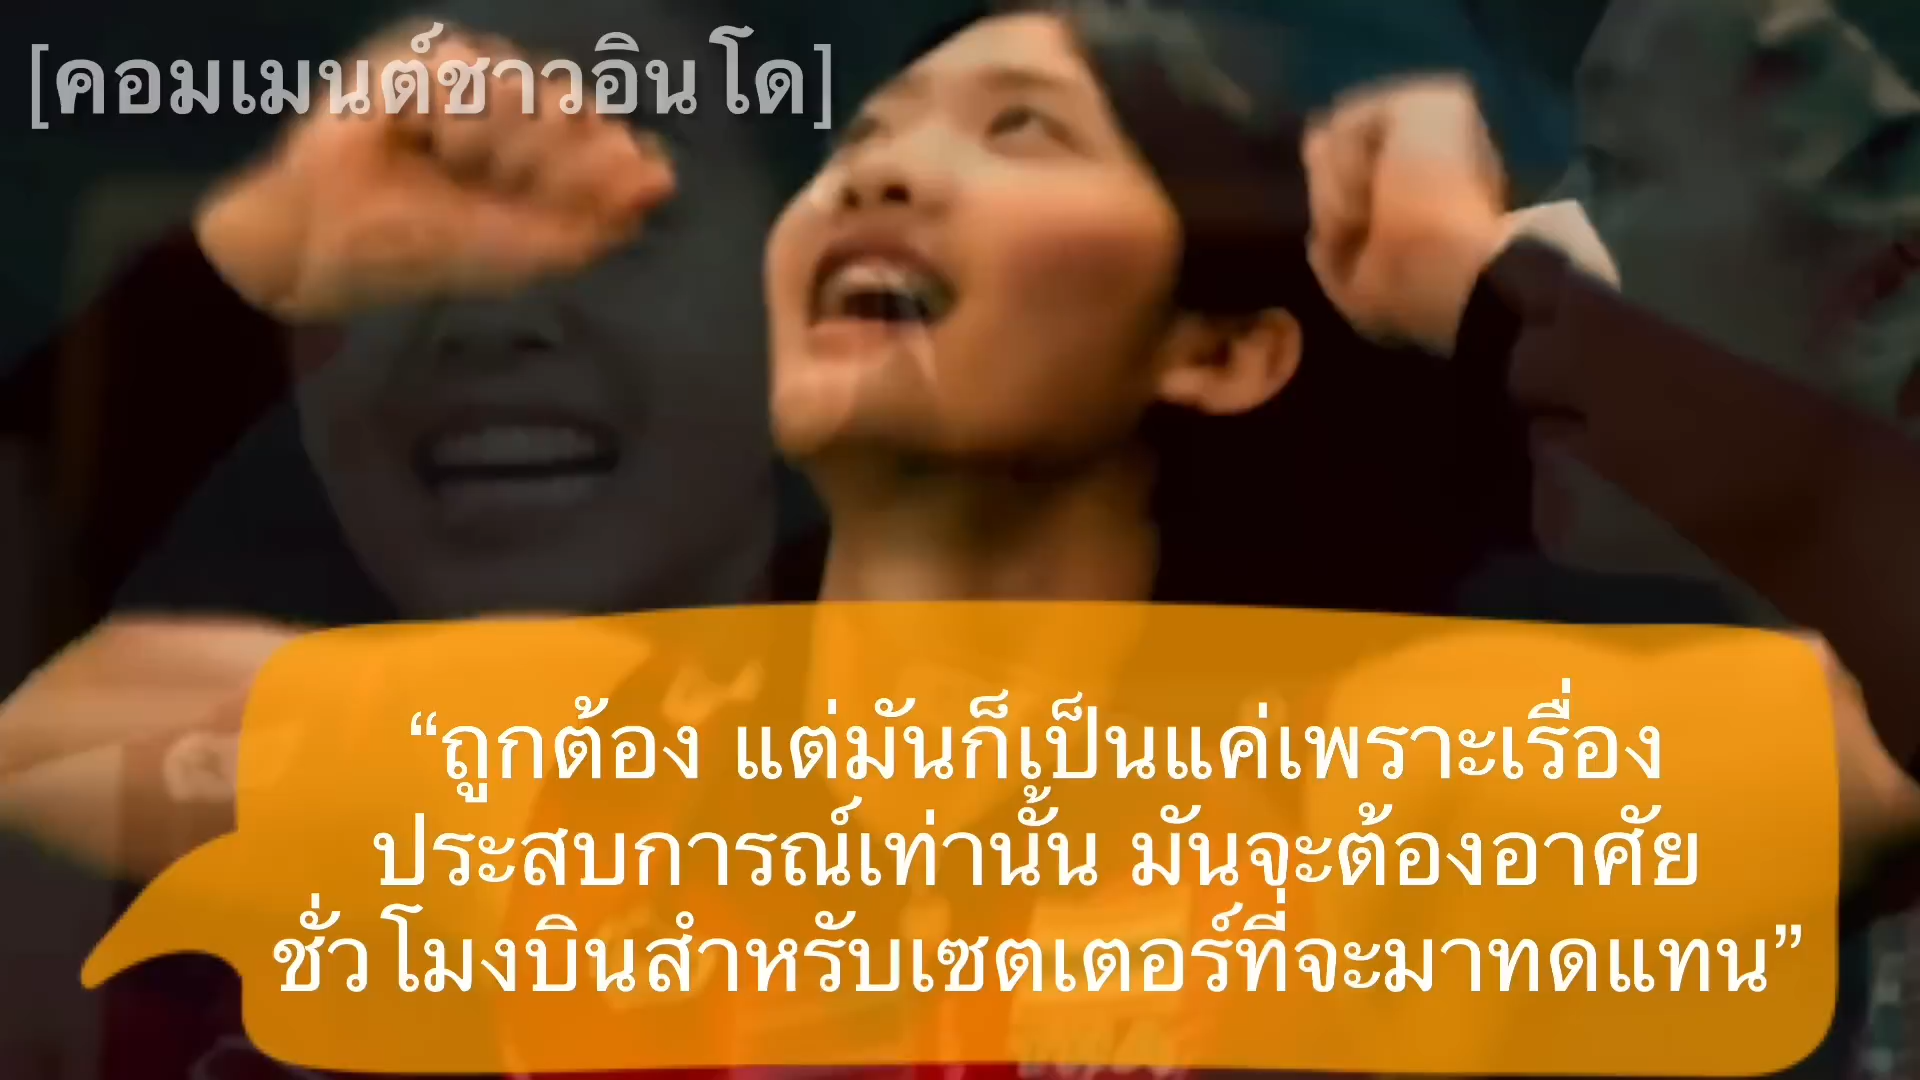 [คอมเมนต์ชาวอินโด]
“ถูกต้อง แต่มันก็เป็นแค่เพราะเรื่อง
ประสบการณ์เท่านั้น มันจะต้องอาศัย
ชั่วโมงบินสำหรับเซตเตอร์ที่จะมาทดแทน”